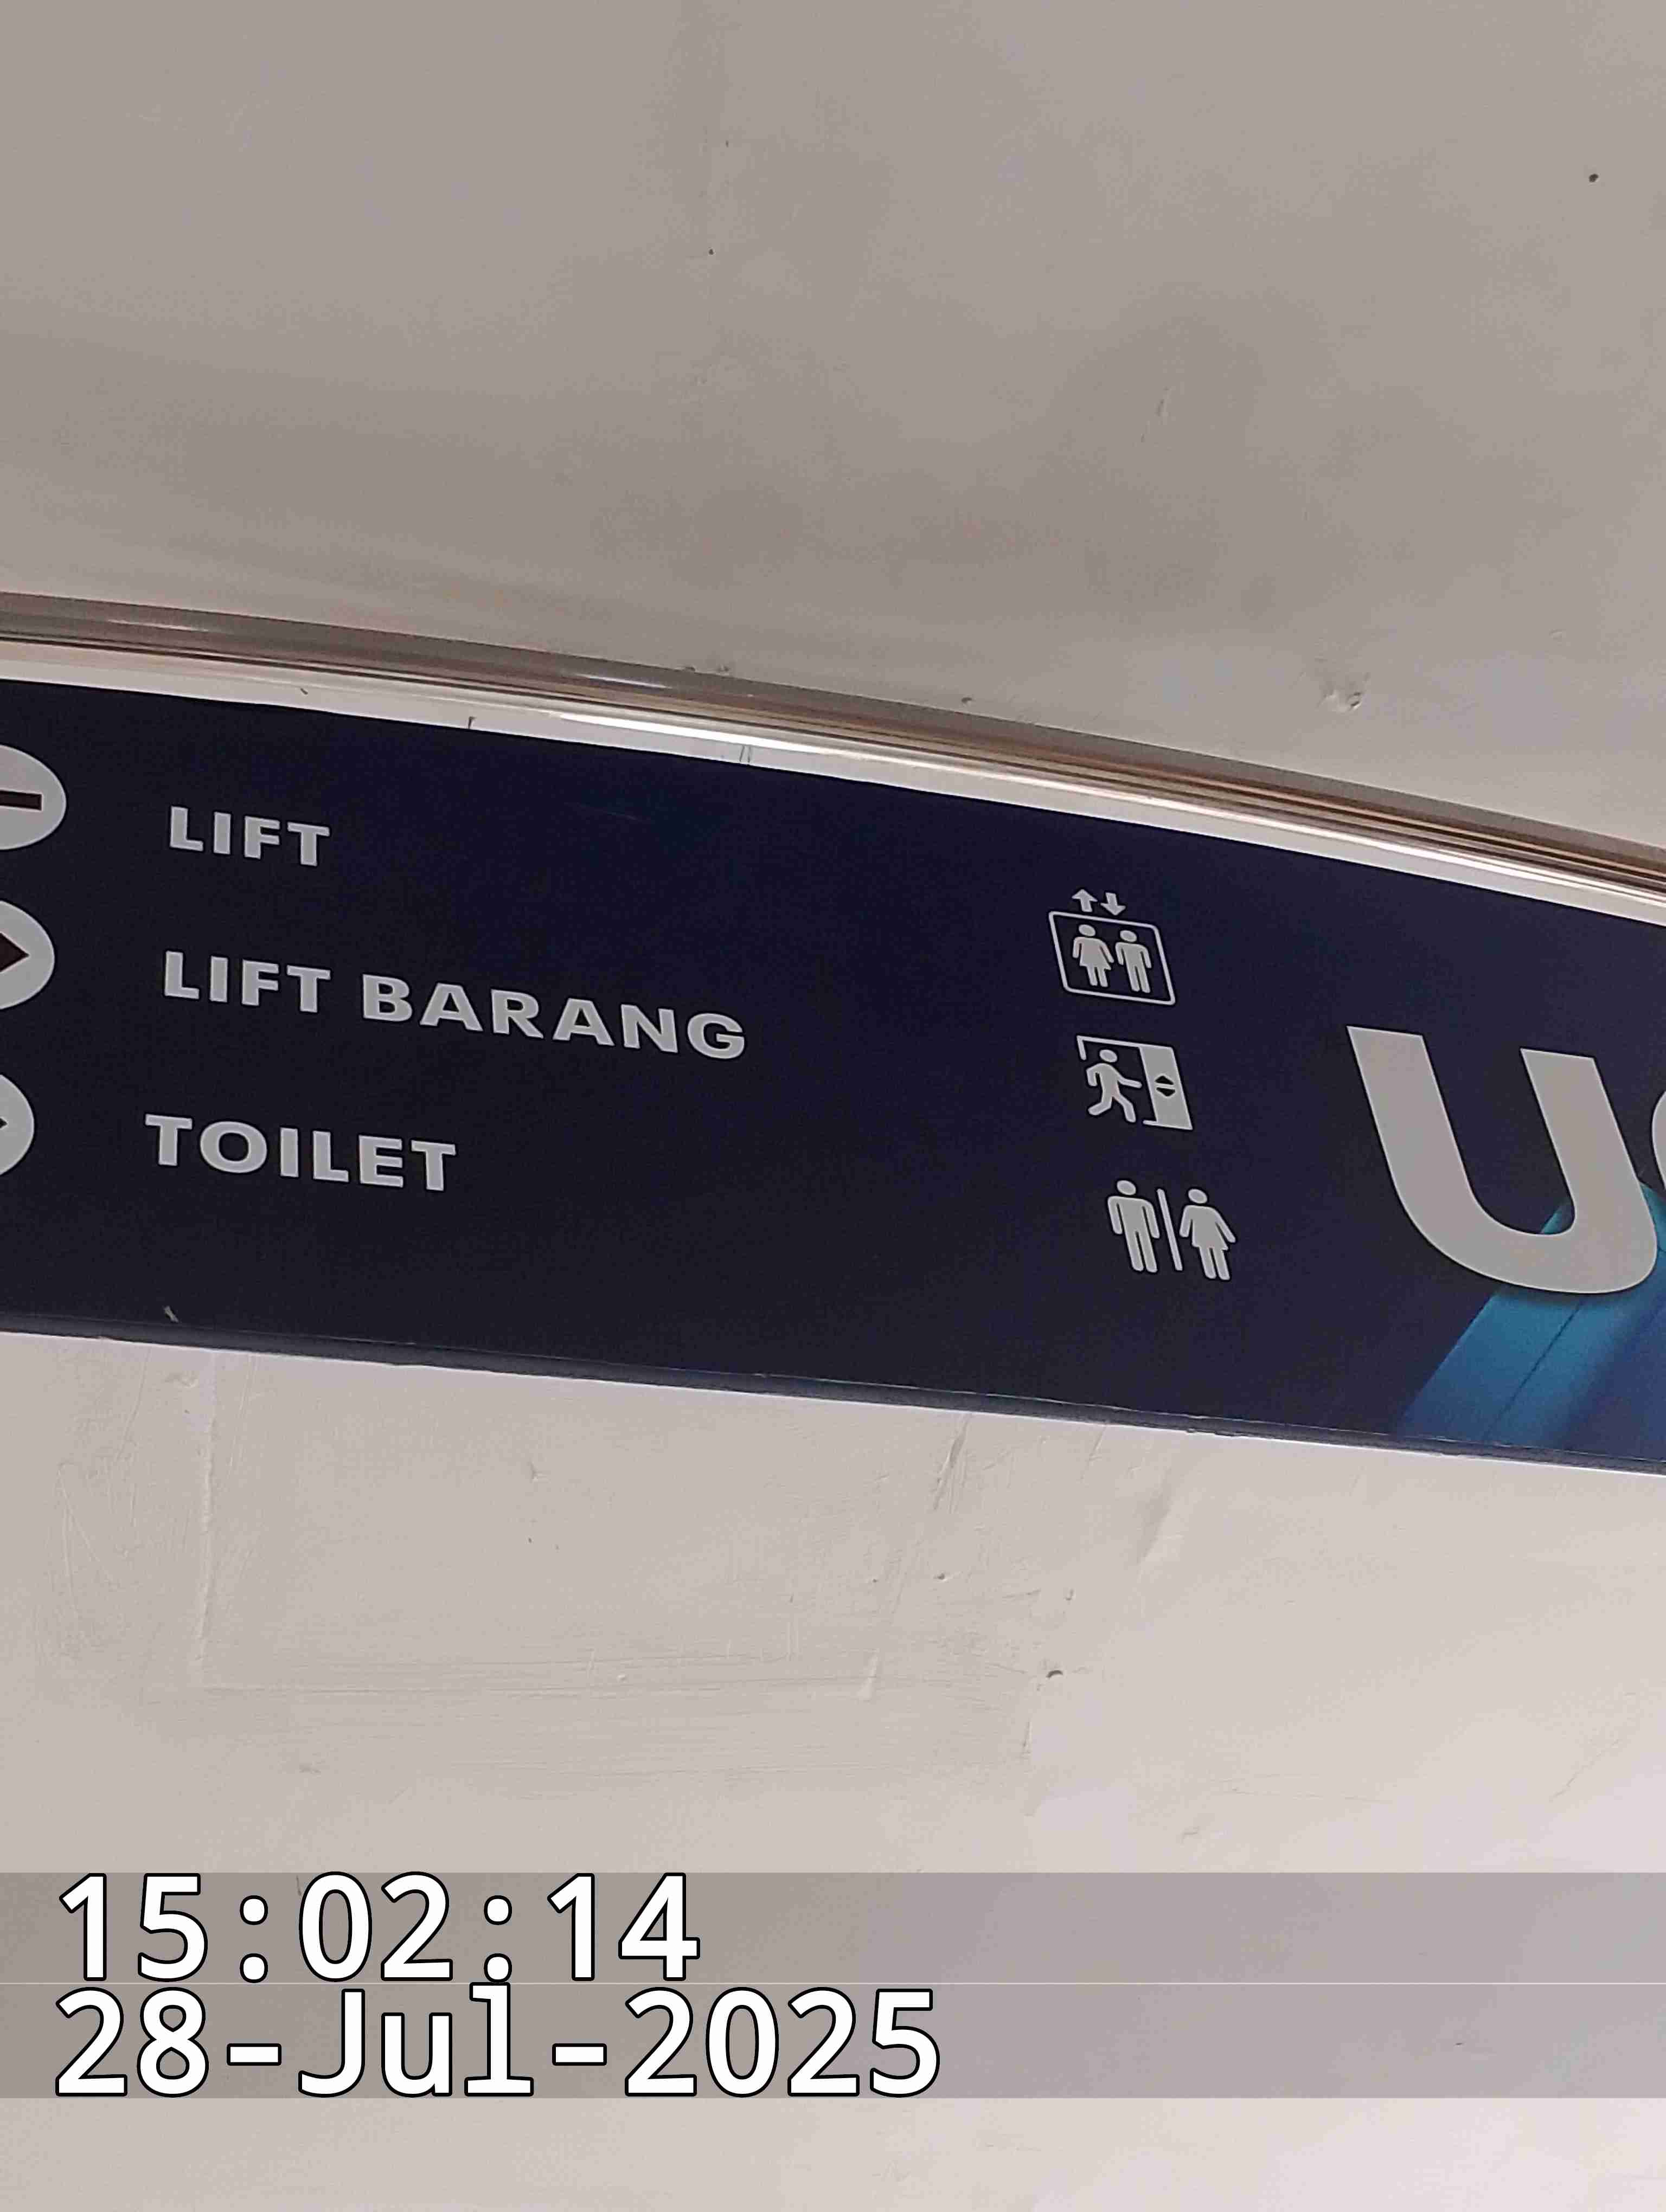 LIFT
LIFT BARANG
TOILET
15:02:14
28-Jul-2025